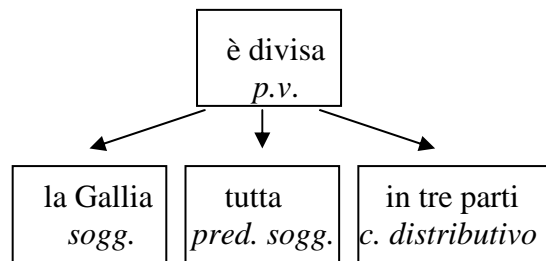 è divisa
p.v.
la Gallia
sogg.
tutta
pred. sogg.
in tre parti
c. distributivo